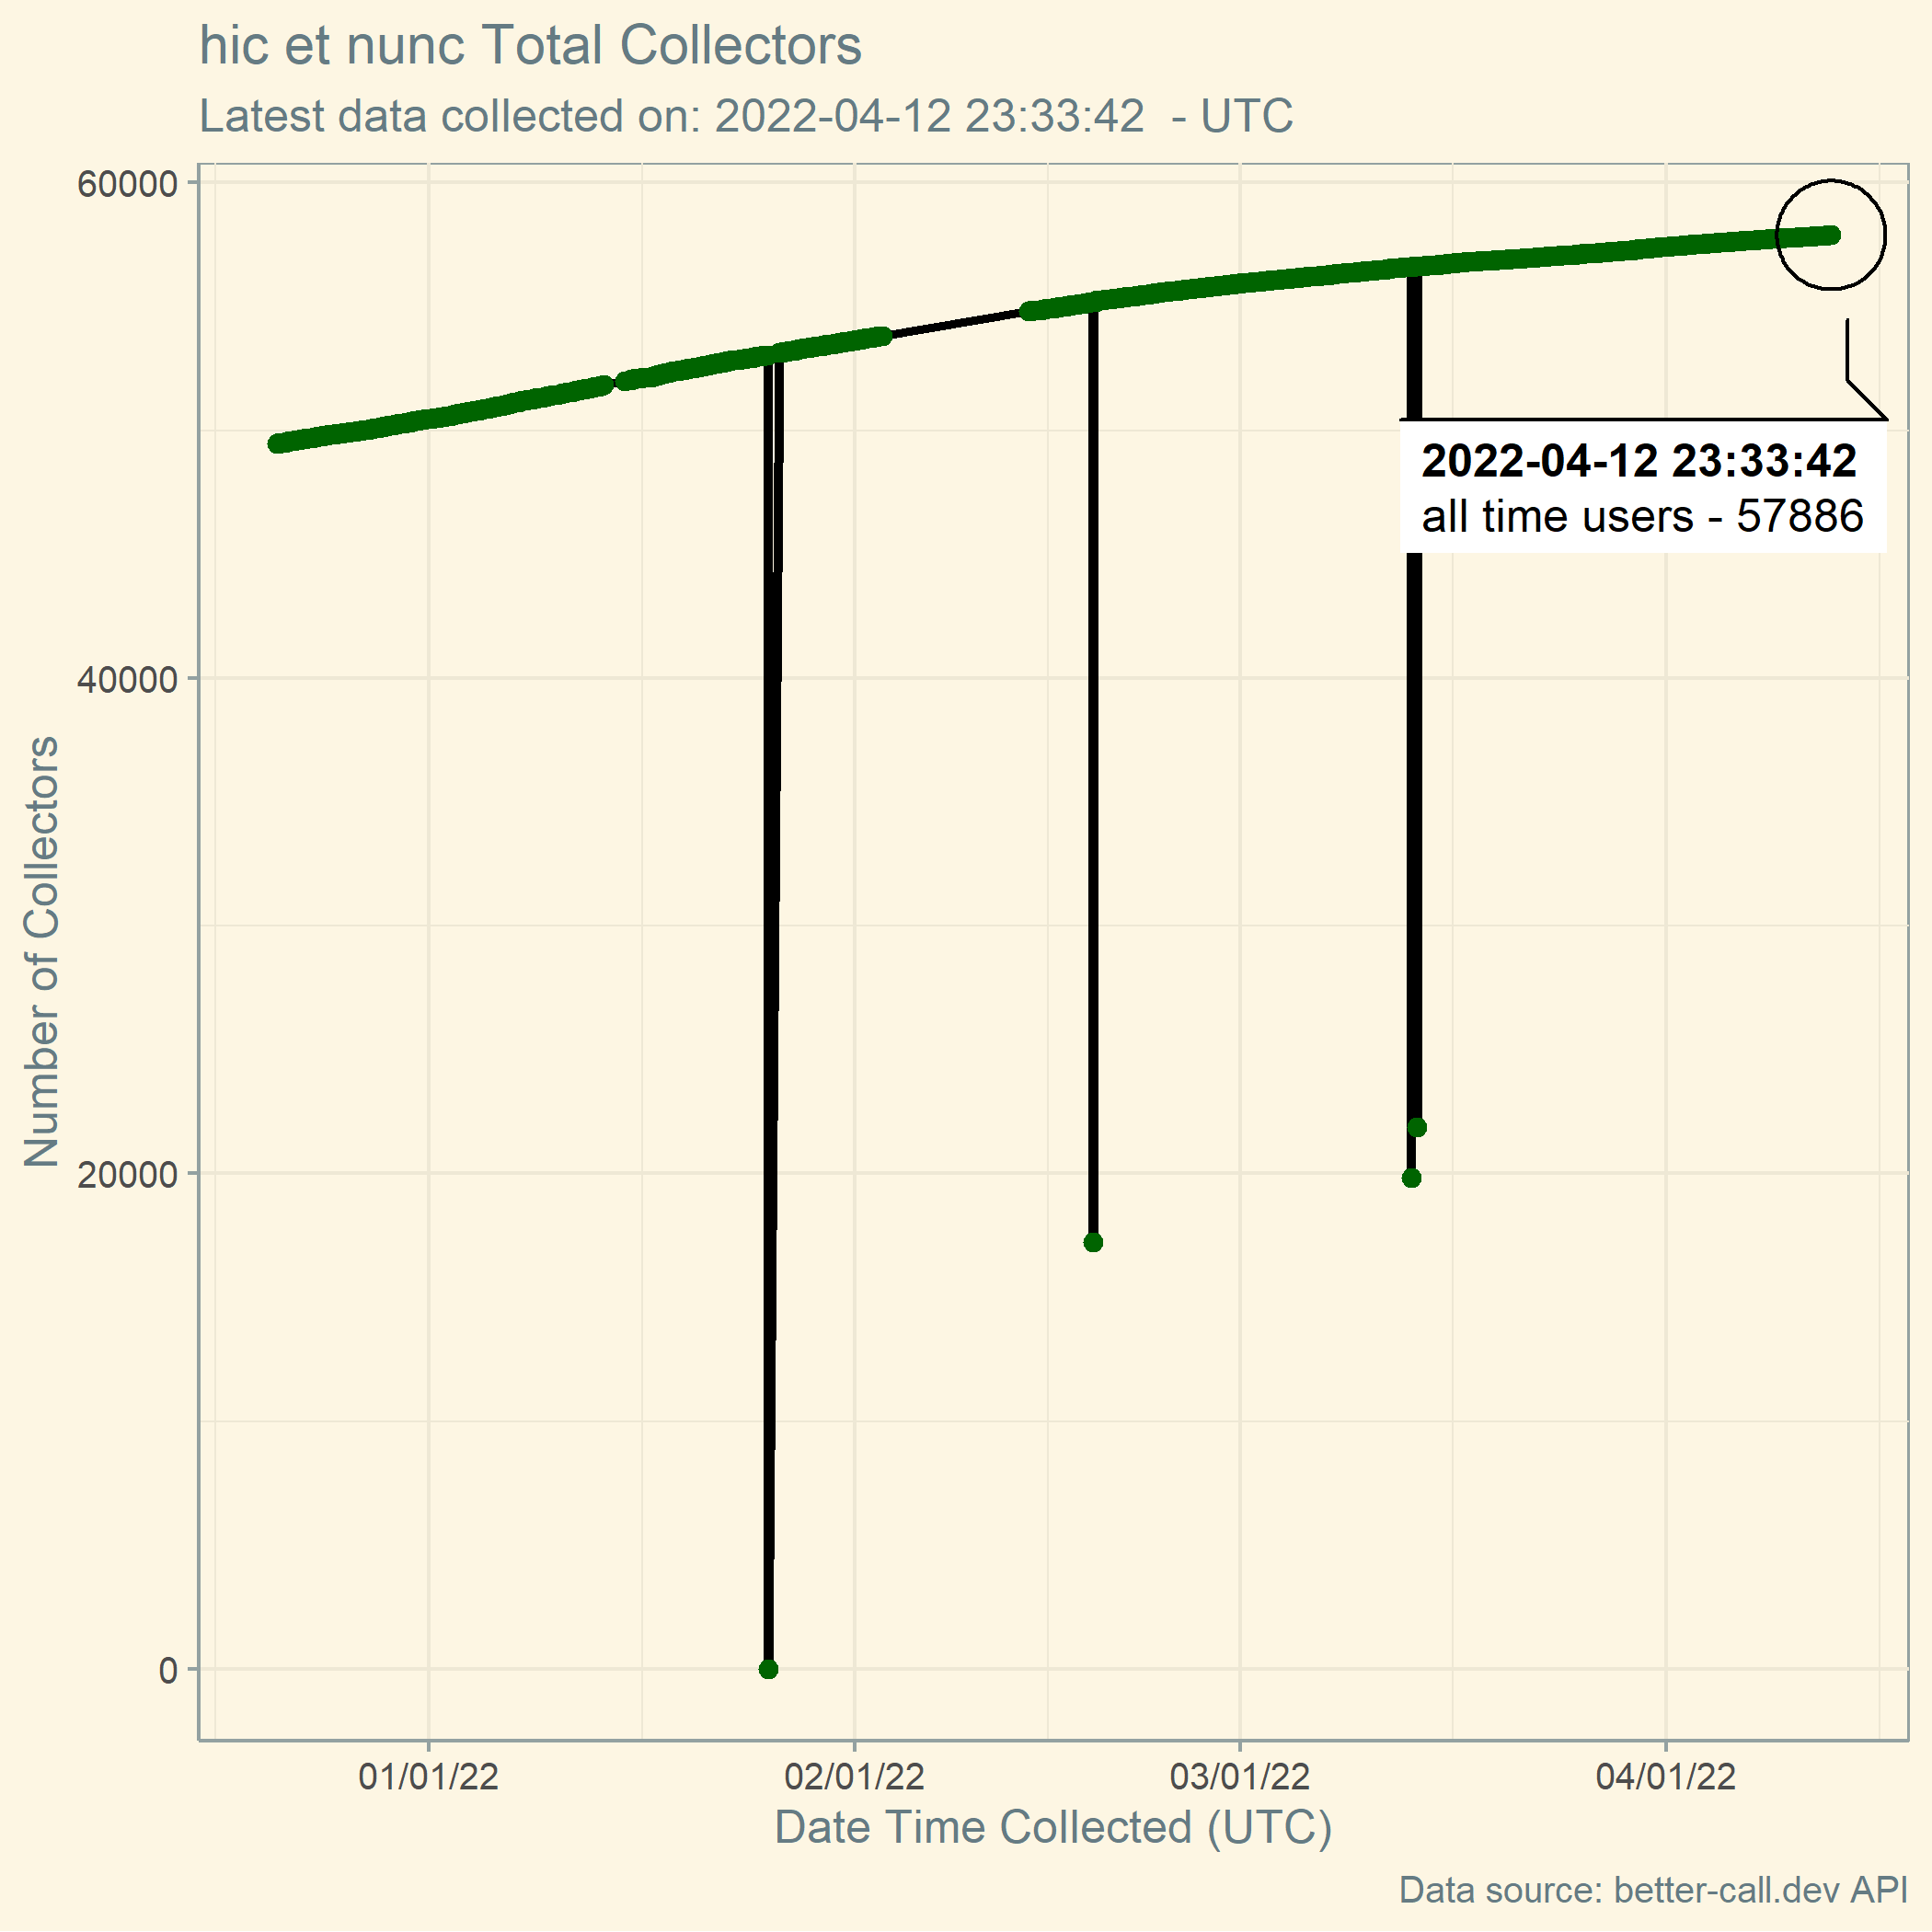 hic et nunc Total Collectors
Latest data collected on: 2022-04-12 23:33:42  - UTC
60000
40000
20000
0
Number of Collectors
2022-04-12 23:33:42
all time users - 57886
01/01/22
02/01/22
03/01/22
04/01/22
Date Time Collected (UTC)
Data source: better-call.dev API